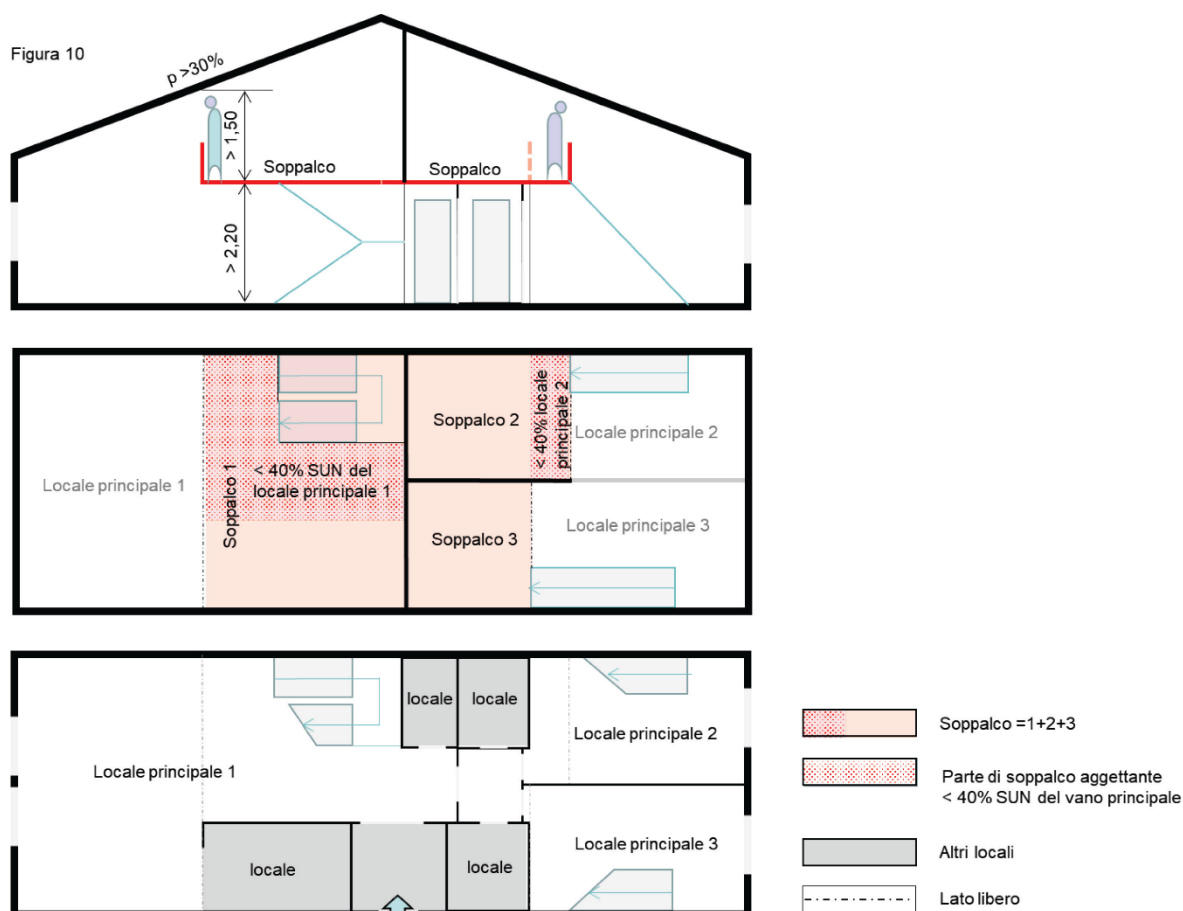 Figura 10
p >30%
> 1,50
> 2,20
Soppalco
Soppalco
Locale principale 1
Soppalco 1
< 40% SUN del
locale principale 1
Soppalco 2
< 40% locale
principale 2
Locale principale 2
Soppalco 3
Locale principale 3
locale
locale
Locale principale 2
Locale principale 1
locale
locale
Locale principale 3
Soppalco =1+2+3
Parte di soppalco aggettante
< 40% SUN del vano principale
Altri locali
Lato libero